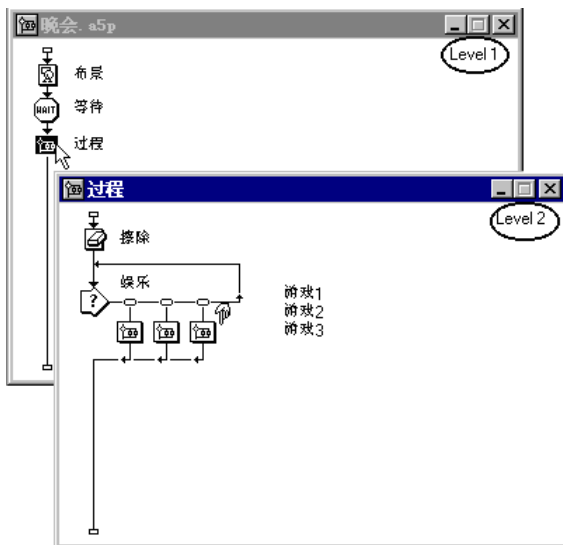 晚会.a5p
Level 1
布景
WAIT
等待
过程
过程
Level 2
擦除
娱乐
?
游戏1
游戏2
游戏3